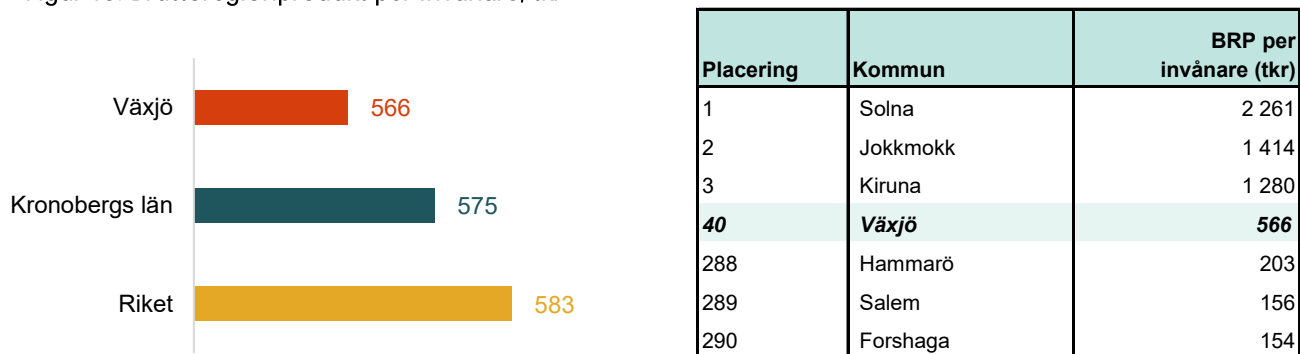 Växjö 566
Kronobergs län 575
Riket 583
Placering Kommun BRP per invånare (tkr)
1 Solna 2 261
2 Jokkmokk 1 414
3 Kiruna 1 280
40 Växjö 566
288 Hammarö 203
289 Salem 156
290 Forshaga 154